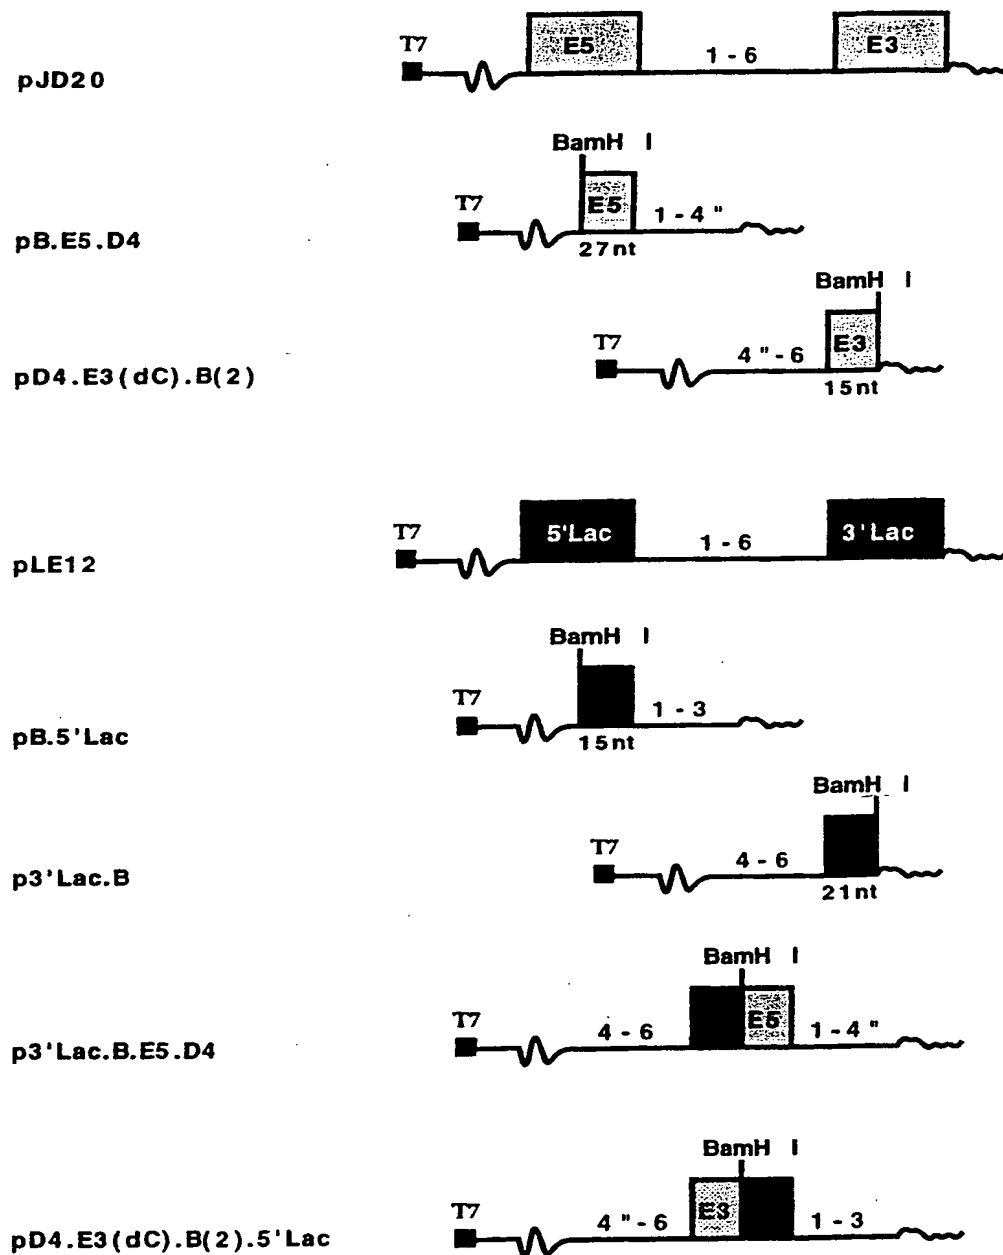 T7 E5 1 - 6 E3
pJD20
BamH I
T7 E5 1 - 4 "
pB.E5.D4 27nt
BamH I
T7 4 " - 6 E3
pD4.E3(dC).B(2) 15nt
T7 5'Lac 1 - 6 3'Lac
pLE12
BamH I
T7 1 - 3
pB.5'Lac 15nt
BamH I
T7 4 - 6
p3'Lac.B 21nt
BamH I
T7 4 - 6 E5 1 - 4 "
p3'Lac.B.E5.D4
BamH I
T7 4 " - 6 E3 1 - 3
pD4.E3(dC).B(2).5'Lac